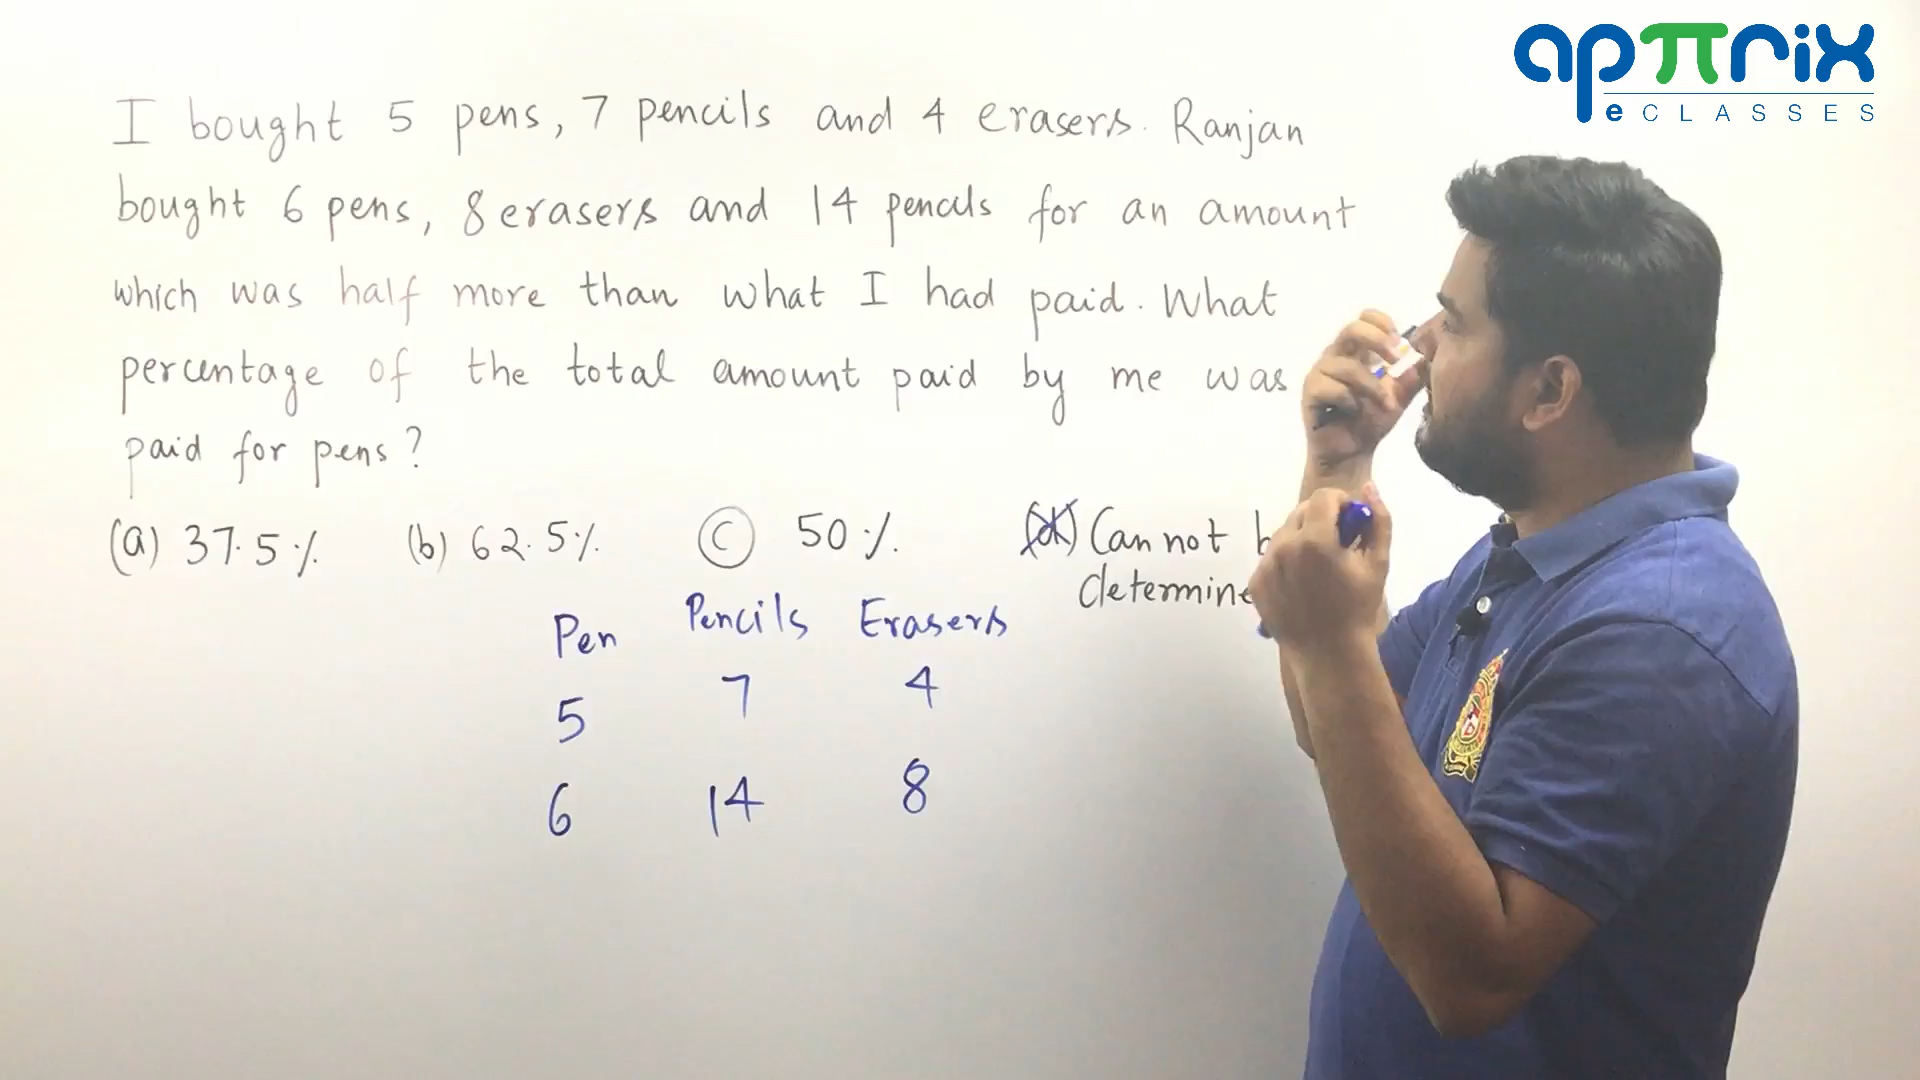 apπrix
eCLASSES
I bought 5 pens, 7 pencils and 4 erasers. Ranjan
bought 6 pens, 8 erasers and 14 pencils for an amount
which was half more than what I had paid. What
percentage of the total amount paid by me was
paid for pens?
(a) 37.5% (b) 62.5% (c) 50% (d) Can not
determine
Pen Pencils Erasers
5 7 4
6 14 8